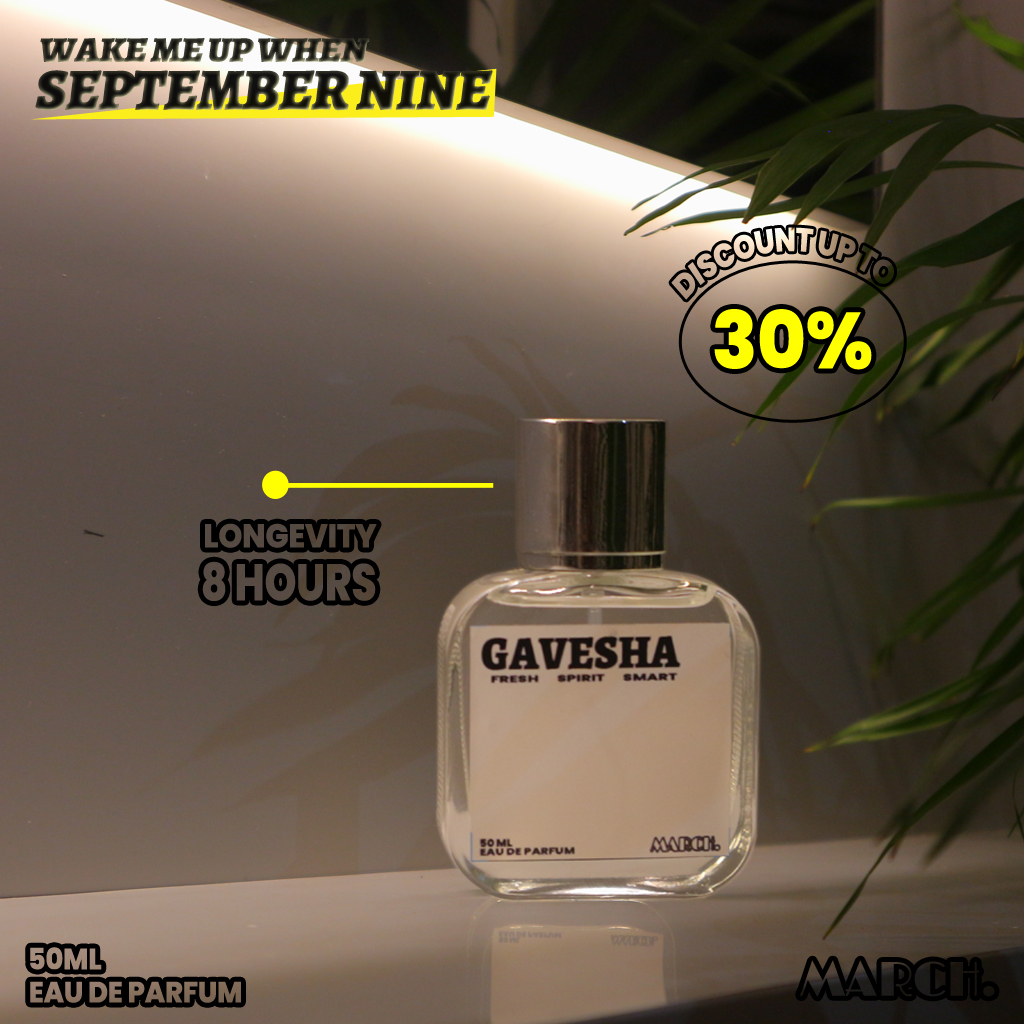 WAKE ME UP WHEN
SEPTEMBER NINE
DISCOUNT UP TO
30%
LONGEVITY
8 HOURS
GAVESHA
FRESH SPIRIT SMART
50 ML
EAU DE PARFUM
MARCH.
50ML
EAU DE PARFUM
MARCH.